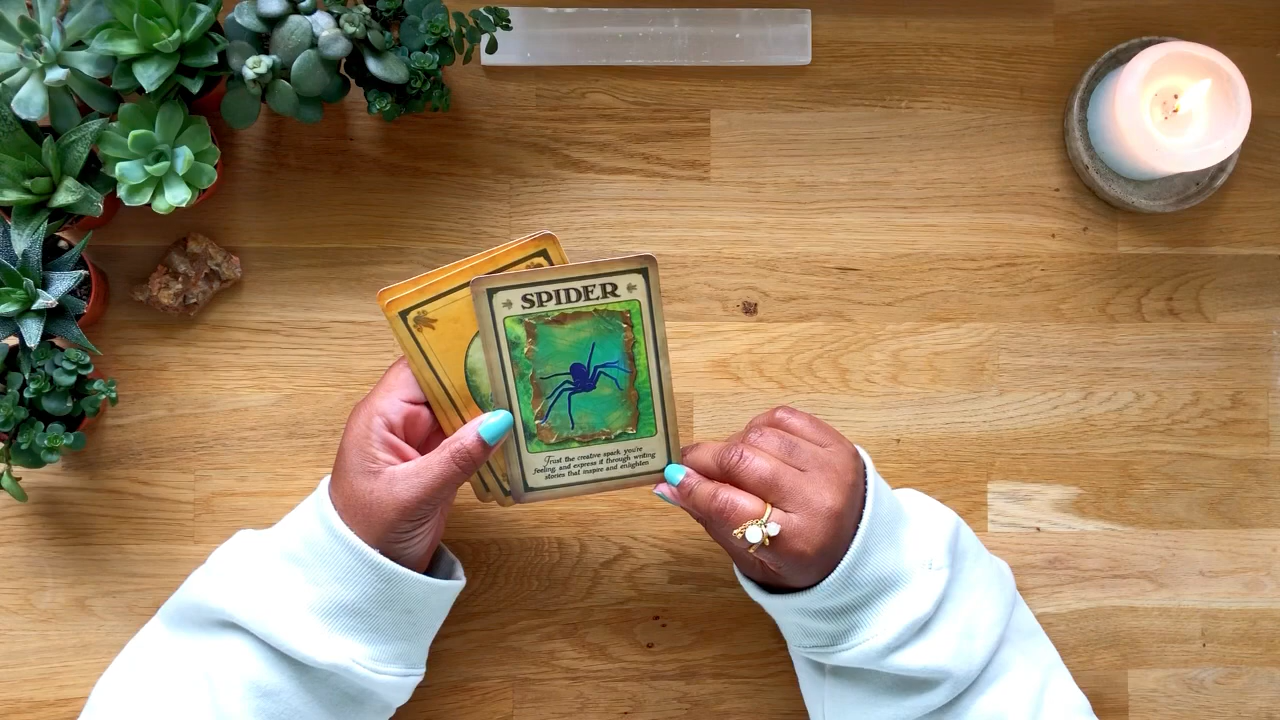 SPIDER
Trust the creative spark you're
feeling and express it through writing
stories that inspire and enlighten